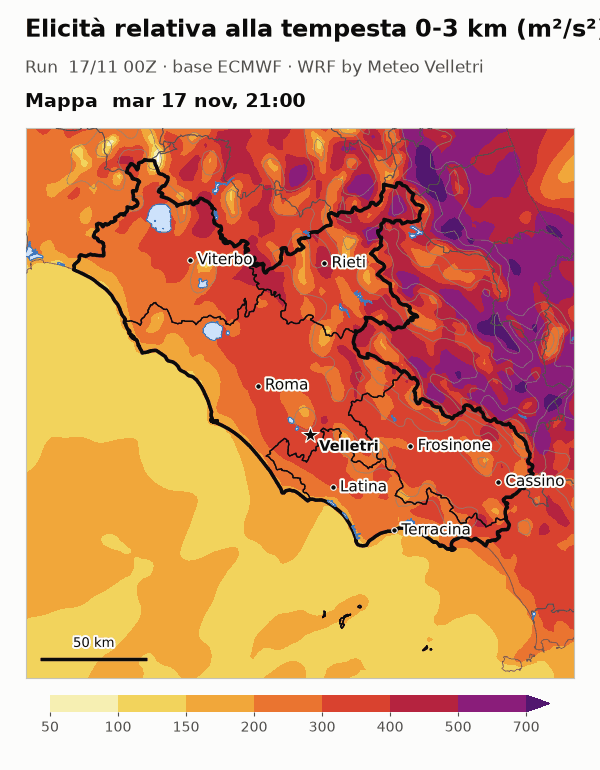 Elicità relativa alla tempesta 0-3 km (m²/s²)
Run  17/11 00Z · base ECMWF · WRF by Meteo Velletri
Mappa  mar 17 nov, 21:00
Viterbo
Rieti
Roma
Velletri
Frosinone
Cassino
Latina
Terracina
50 km
50 100 150 200 300 400 500 700